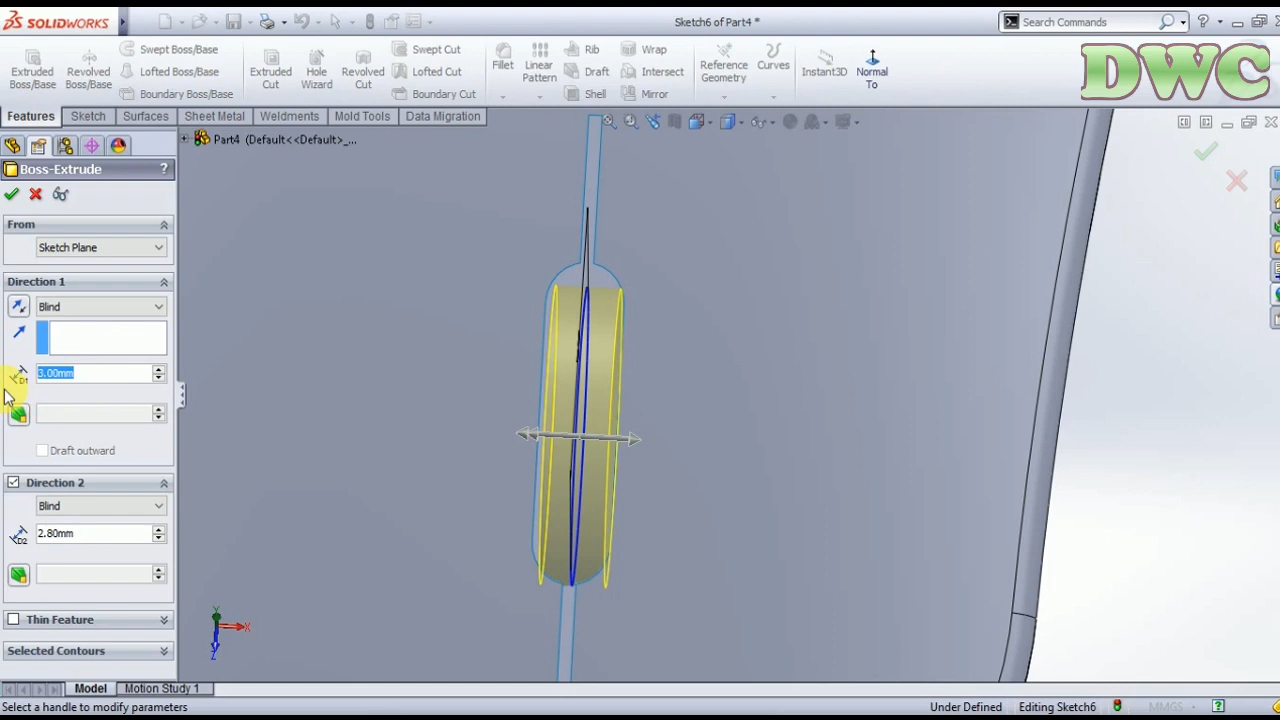 SOLIDWORKS
Sketch6 of Part4 *
Search Commands
Extruded Boss/Base
Revolved Boss/Base
Swept Boss/Base
Lofted Boss/Base
Boundary Boss/Base
Extruded Cut
Hole Wizard
Revolved Cut
Swept Cut
Lofted Cut
Boundary Cut
Fillet
Linear Pattern
Rib
Draft
Shell
Wrap
Intersect
Mirror
Reference Geometry
Curves
Instant3D
Normal To
DWC
Features
Sketch
Surfaces
Sheet Metal
Weldments
Mold Tools
Data Migration
Part4 (Default<<Default>_...
Boss-Extrude
?
From
Sketch Plane
Direction 1
Blind
3.00mm
D1
Draft outward
Direction 2
Blind
2.80mm
D2
Thin Feature
Selected Contours
Y
X
Z
Model
Motion Study 1
Select a handle to modify parameters
Under Defined
Editing Sketch6
MMGS